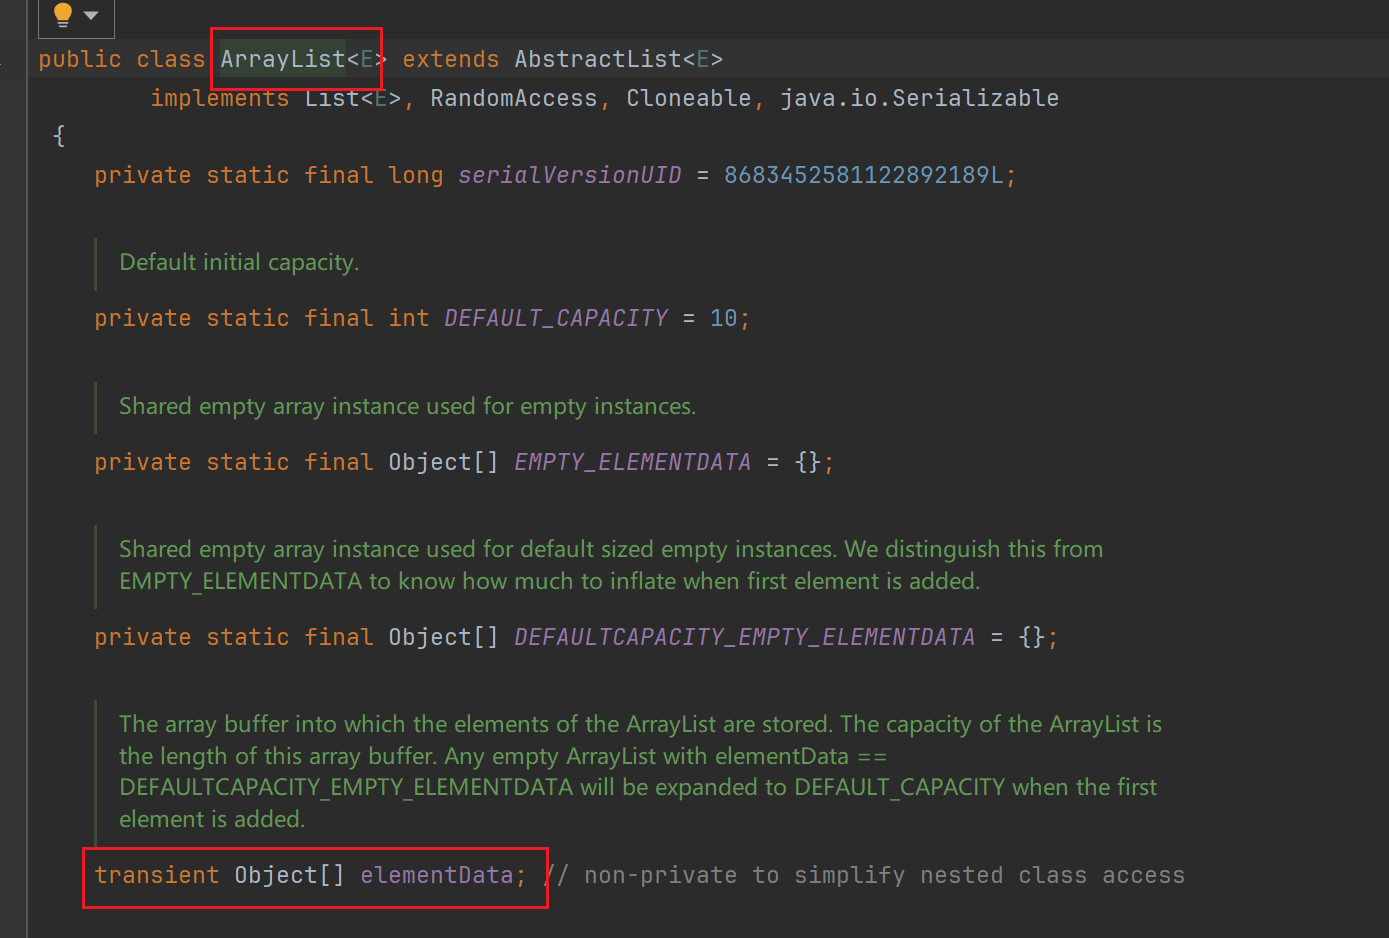 public class ArrayList<E> extends AbstractList<E>
implements List<E>, RandomAccess, Cloneable, java.io.Serializable
{
private static final long serialVersionUID = 8683452581122892189L;
Default initial capacity.
private static final int DEFAULT_CAPACITY = 10;
Shared empty array instance used for empty instances.
private static final Object[] EMPTY_ELEMENTDATA = {};
Shared empty array instance used for default sized empty instances. We distinguish this from
EMPTY_ELEMENTDATA to know how much to inflate when first element is added.
private static final Object[] DEFAULTCAPACITY_EMPTY_ELEMENTDATA = {};
The array buffer into which the elements of the ArrayList are stored. The capacity of the ArrayList is
the length of this array buffer. Any empty ArrayList with elementData ==
DEFAULTCAPACITY_EMPTY_ELEMENTDATA will be expanded to DEFAULT_CAPACITY when the first
element is added.
transient Object[] elementData; // non-private to simplify nested class access